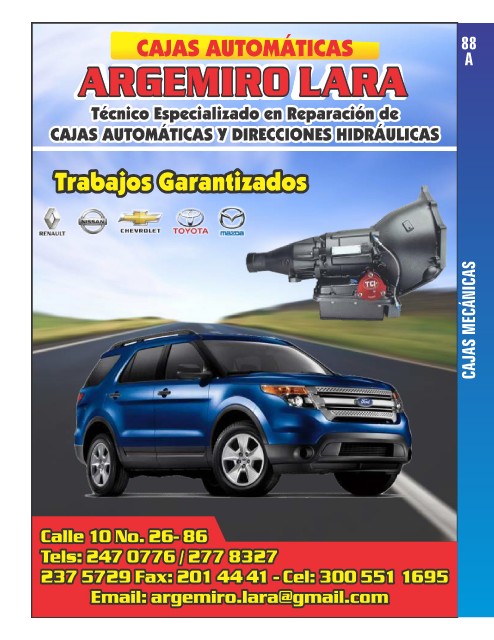 CAJAS AUTOMÁTICAS
ARGEMIRO LARA
Técnico Especializado en Reparación de
CAJAS AUTOMÁTICAS Y DIRECCIONES HIDRÁULICAS
Trabajos Garantizados
RENAULT NISSAN CHEVROLET TOYOTA mazda
TCI
Ford
Calle 10 No. 26- 86
Tels: 247 0776 / 277 8327
237 5729 Fax: 201 44 41 - Cel: 300 551 1695
Email: argemiro.lara@gmail.com
88
A
CAJAS MECÁNICAS